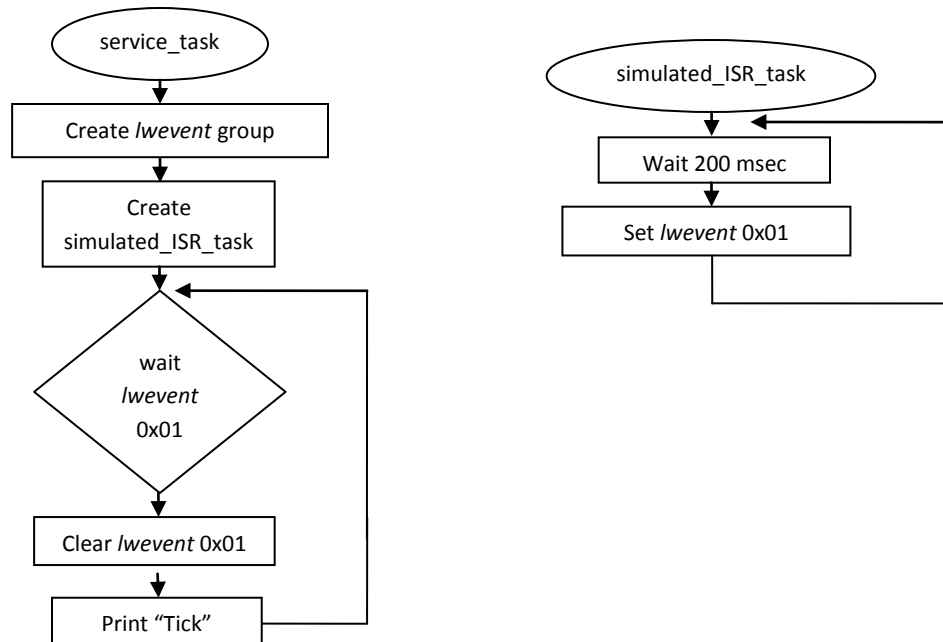 service_task
Create lwevent group
Create
simulated_ISR_task
wait
lwevent
0x01
Clear lwevent 0x01
Print “Tick”
simulated_ISR_task
Wait 200 msec
Set lwevent 0x01